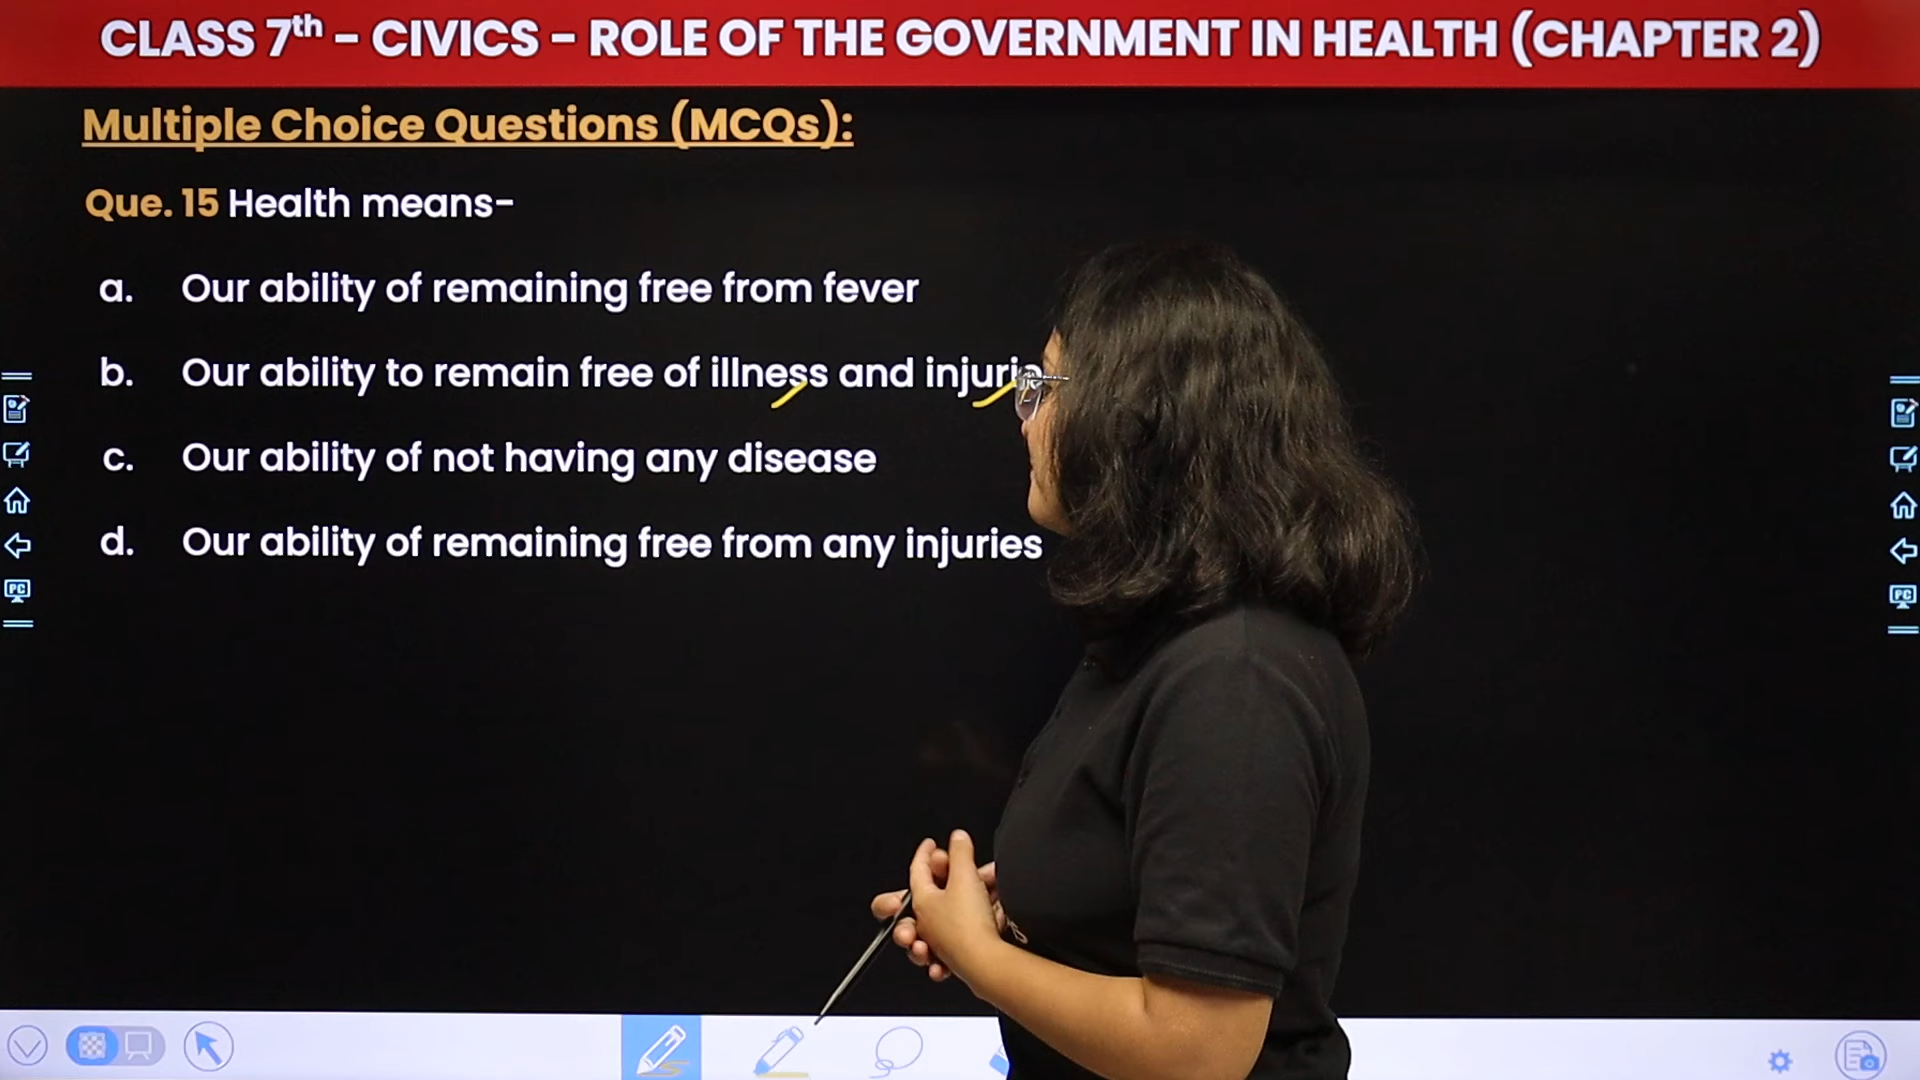 CLASS 7th - CIVICS - ROLE OF THE GOVERNMENT IN HEALTH (CHAPTER 2)
Multiple Choice Questions (MCQs):
Que. 15 Health means-
a. Our ability of remaining free from fever
b. Our ability to remain free of illness and
c. Our ability of not having any disease
d. Our ability of remaining free from any injuries
PC
PC